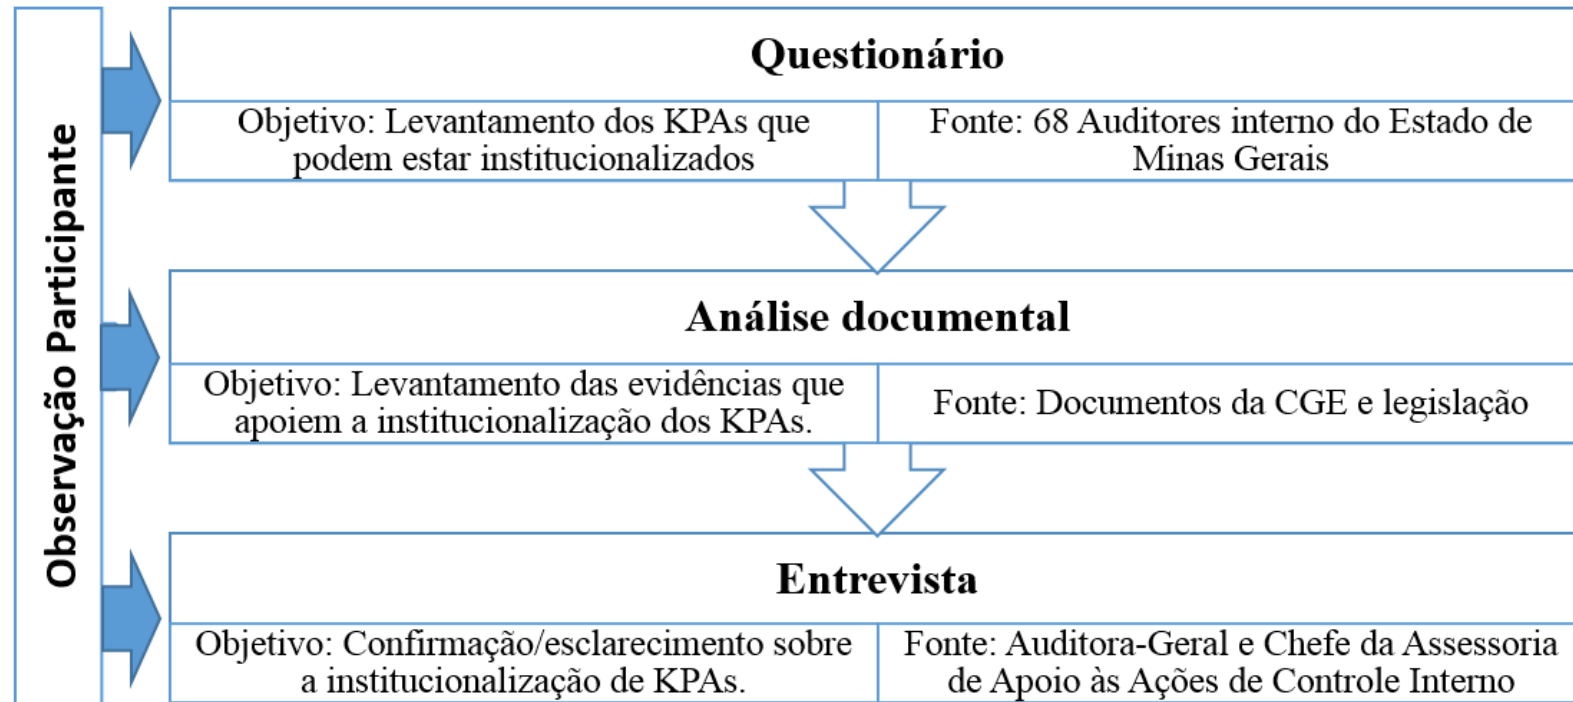 Observação Participante
Questionário
Objetivo: Levantamento dos KPAs que
podem estar institucionalizados
Fonte: 68 Auditores interno do Estado de
Minas Gerais
Análise documental
Objetivo: Levantamento das evidências que
apoiem a institucionalização dos KPAs.
Fonte: Documentos da CGE e legislação
Entrevista
Objetivo: Confirmação/esclarecimento sobre
a institucionalização de KPAs.
Fonte: Auditora-Geral e Chefe da Assessoria
de Apoio às Ações de Controle Interno